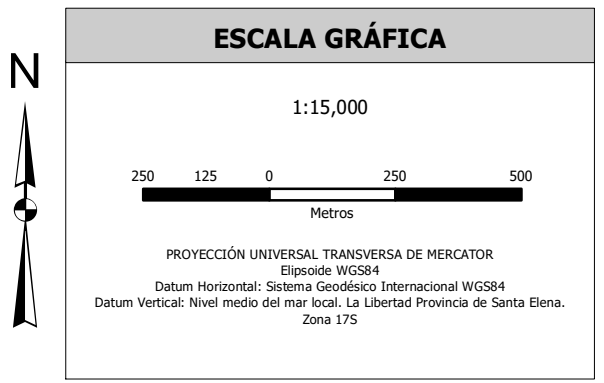 ESCALA GRÁFICA
N
1:15,000
250 125 0 250 500
Metros
PROYECCIÓN UNIVERSAL TRANSVERSA DE MERCATOR
Elipsoide WGS84
Datum Horizontal: Sistema Geodésico Internacional WGS84
Datum Vertical: Nivel medio del mar local. La Libertad Provincia de Santa Elena.
Zona 17S